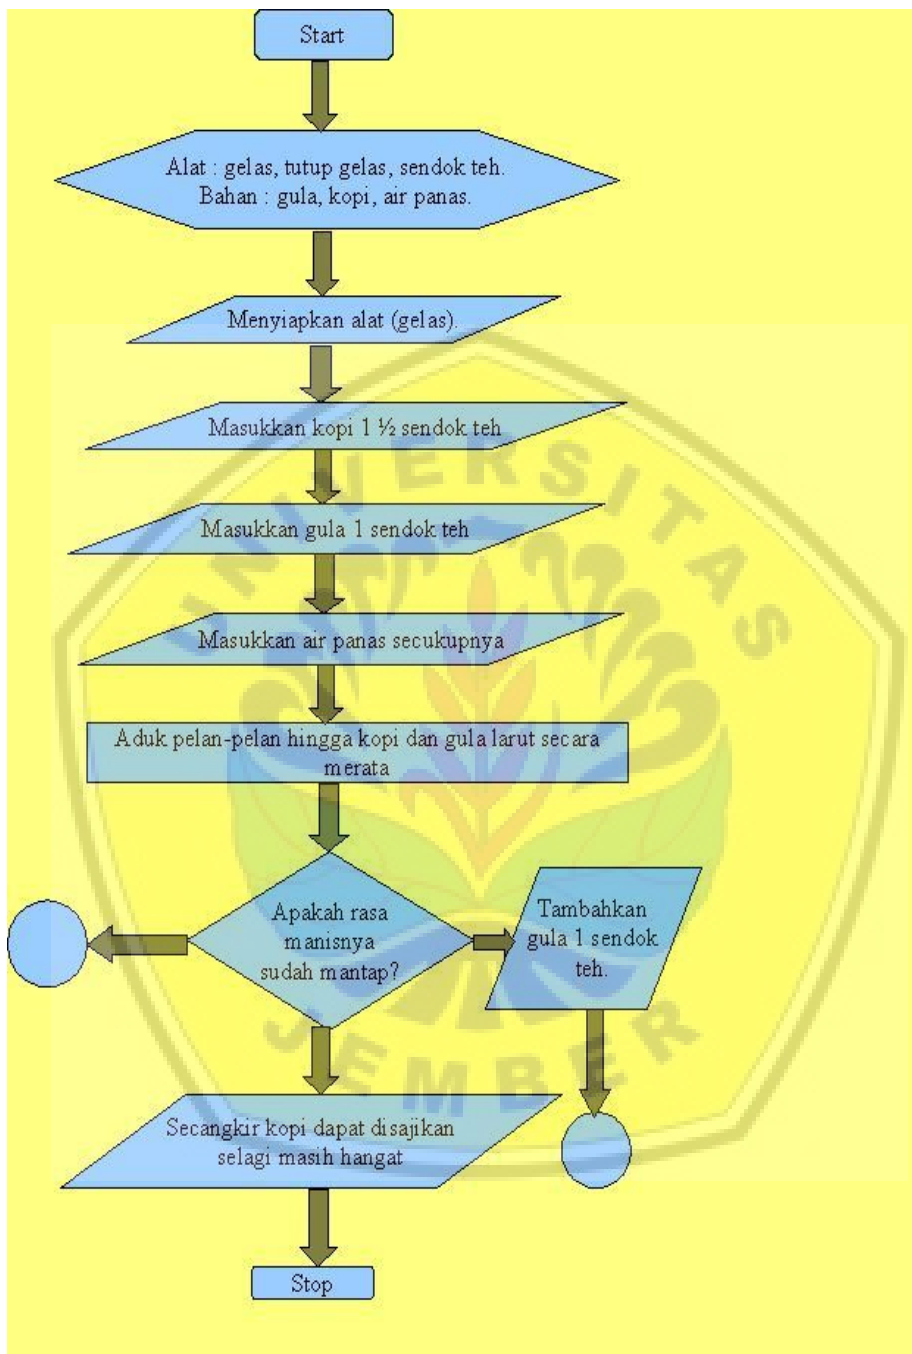 Start
Alat : gelas, tutup gelas, sendok teh.
Bahan : gula, kopi, air panas.
Menyiapkan alat (gelas).
Masukkan kopi 1 ½ sendok teh
Masukkan gula 1 sendok teh
Masukkan air panas secukupnya
Aduk pelan-pelan hingga kopi dan gula larut secara
merata
Apakah rasa
manisnya
sudah mantap?
Tambahkan
gula 1 sendok
teh.
Secangkir kopi dapat disajikan
selagi masih hangat
Stop
UNIVERSITAS
JEMBER